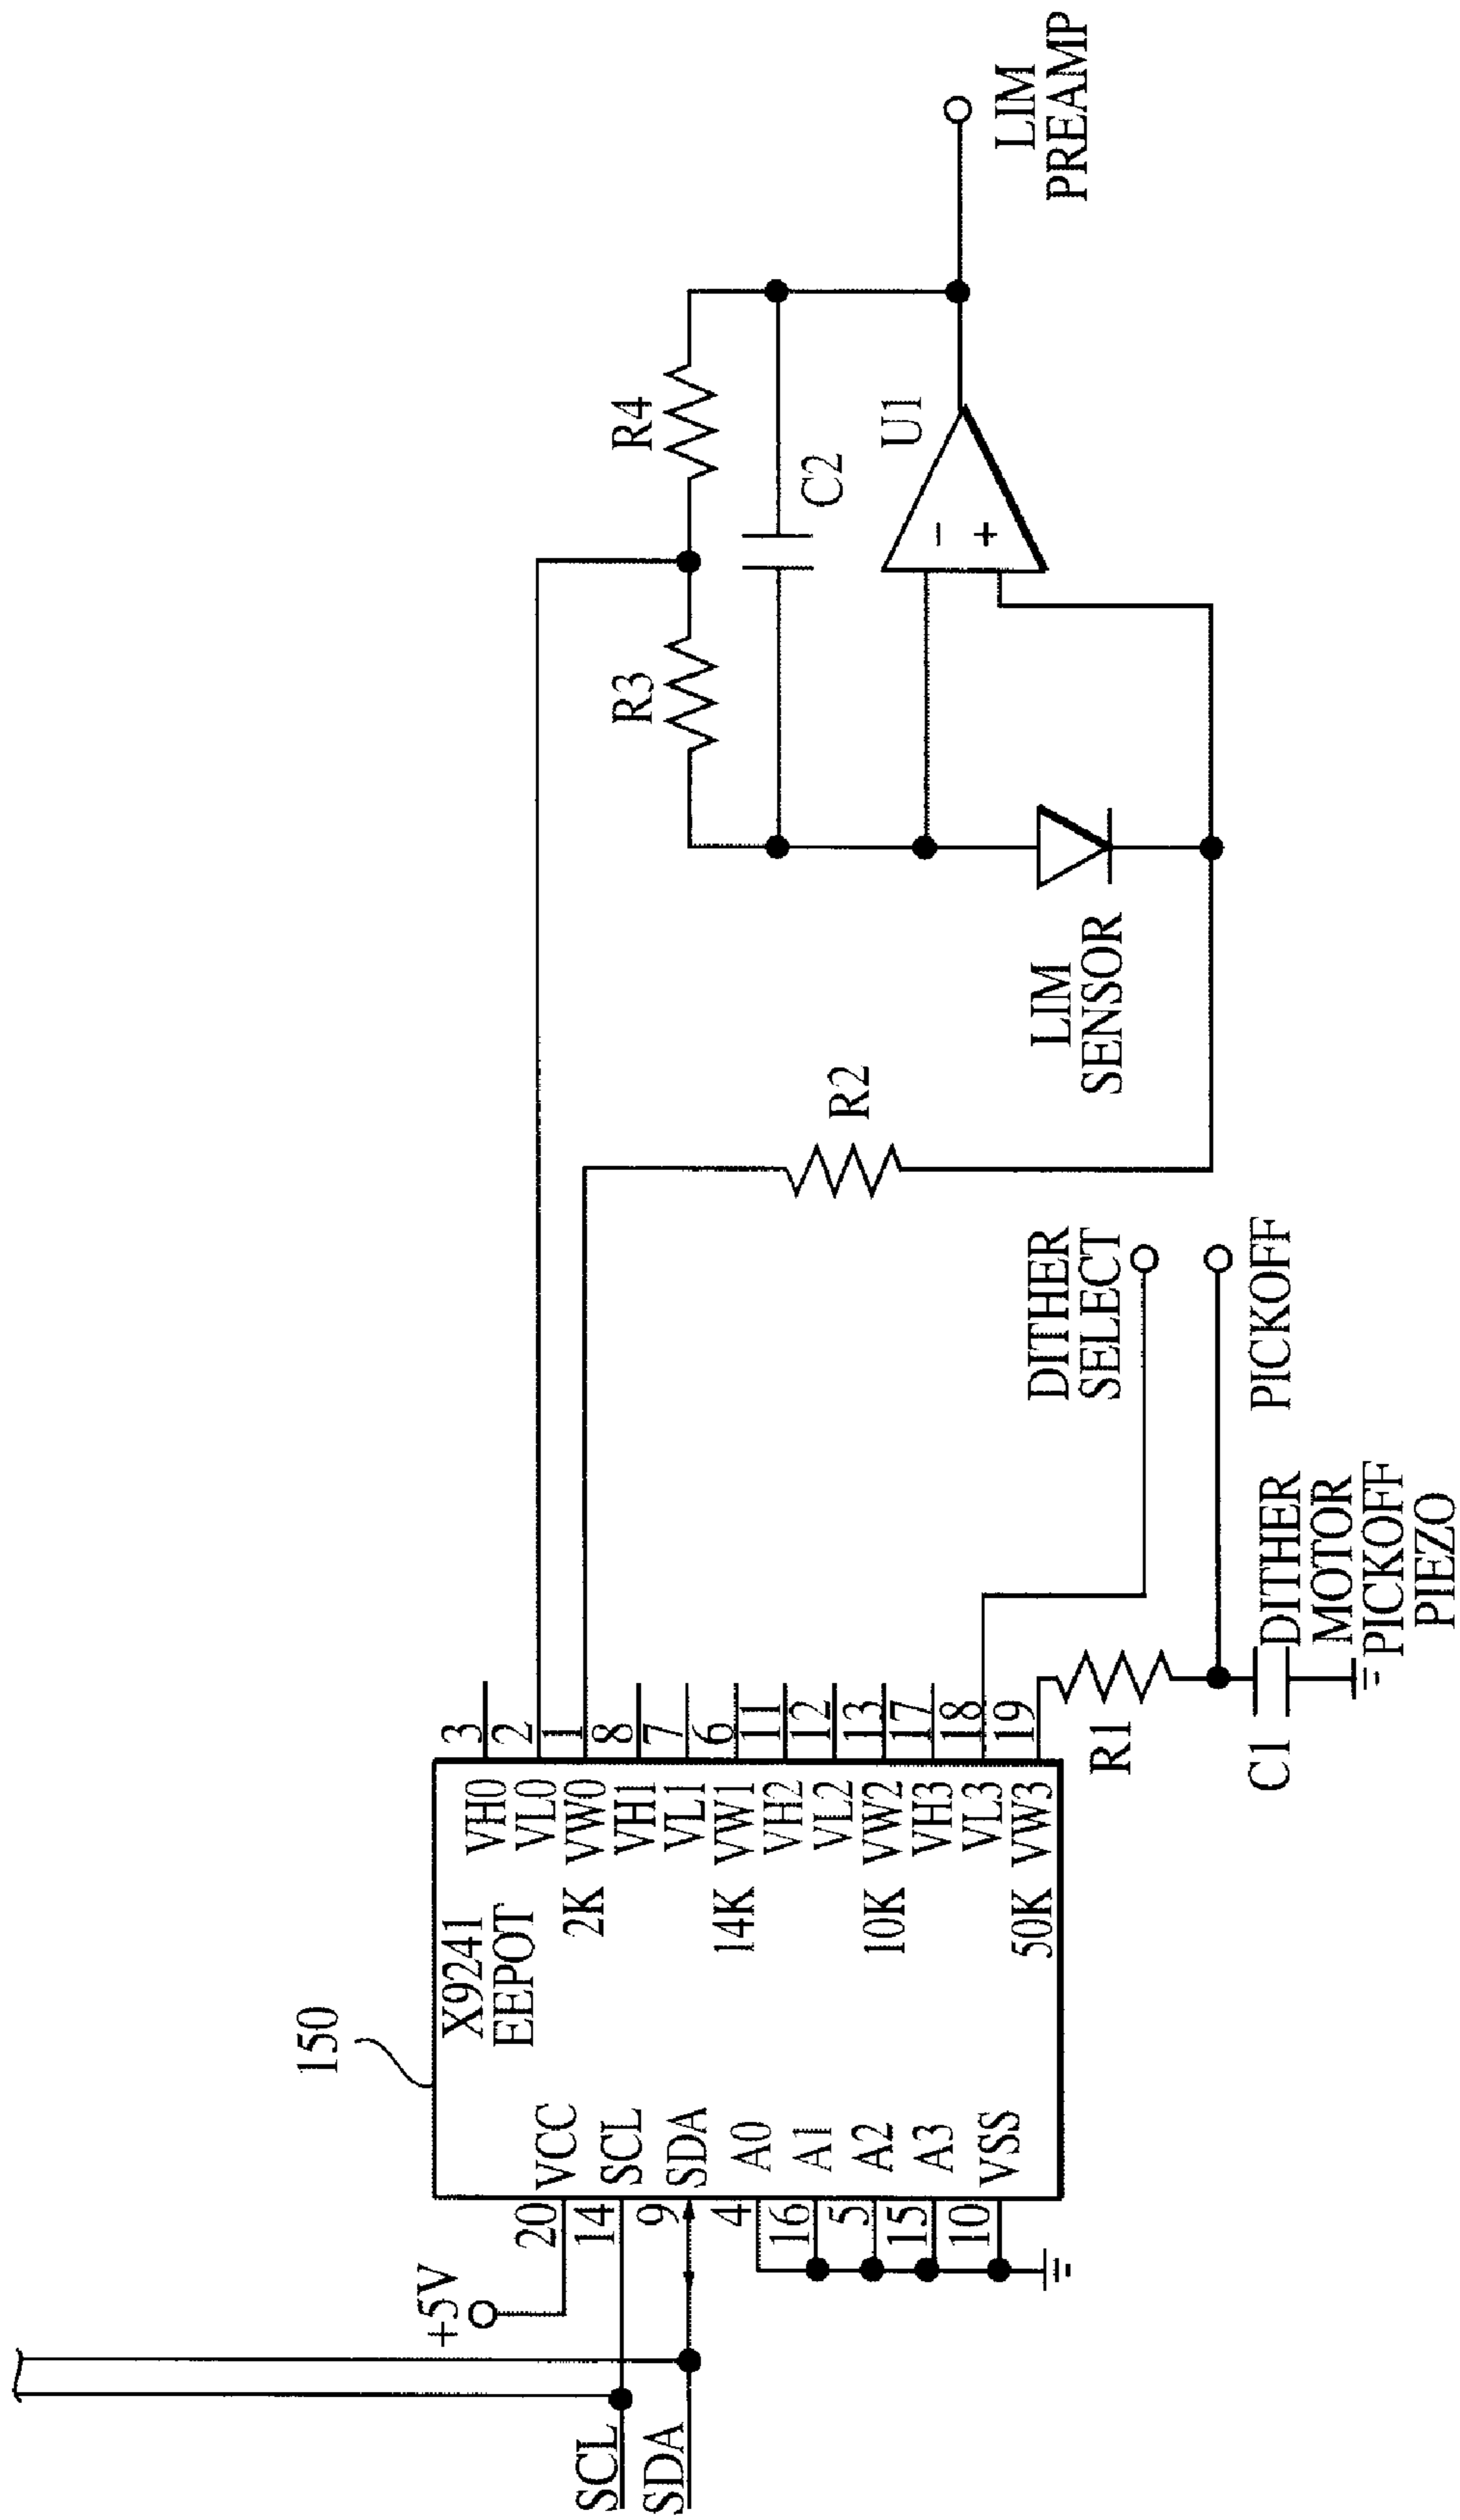 150
X9241
EEPOT
+5V
SCL
SDA
20
14
9
4
16
5
15
10
VCC
SCL
SDA
A0
A1
A2
A3
VSS
2K
14K
10K
50K
VH0
VL0
VW0
VH1
VL1
VW1
VH2
VL2
VW2
VH3
VL3
VW3
3
2
1
8
7
6
11
12
13
17
18
19
R1
C1
DITHER
MOTOR
PICKOFF
PIEZO
DITHER
SELECT
PICKOFF
R2
LIM
SENSOR
R3
R4
C2
U1
−
+
LIM
PREAMP